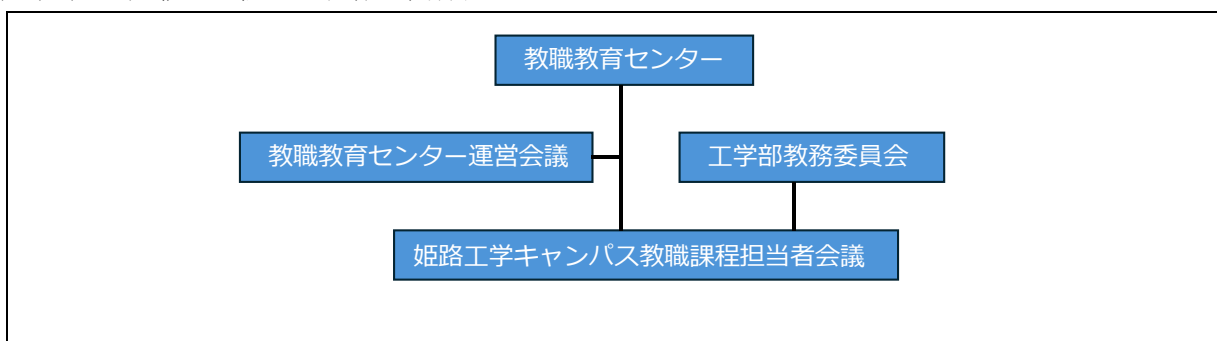 教職教育センター
教職教育センター運営会議
工学部教務委員会
姫路工学キャンパス教職課程担当者会議